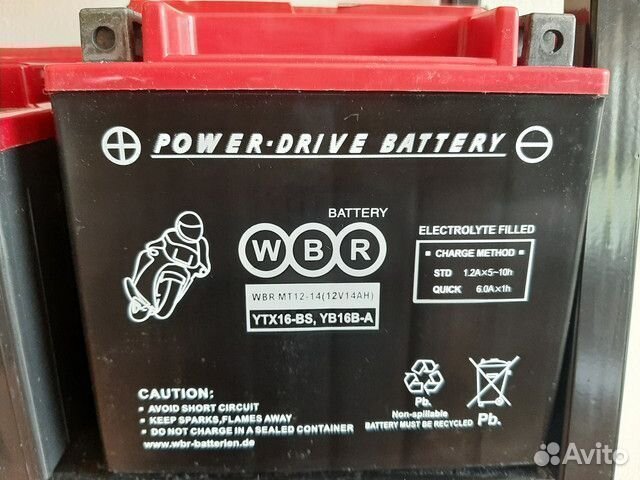 POWER-DRIVE BATTERY
BATTERY
WBR
WBR MT12-14(12V14AH)
YTX16-BS, YB16B-A
ELECTROLYTE FILLED
• CHARGE METHOD •
STD 1.2A×5~10h
QUICK 6.0A×1h
CAUTION:
• AVOID SHORT CIRCUIT
• KEEP SPARKS,FLAMES AWAY
• DO NOT CHARGE IN A SEALED CONTAINER
www.wbr-batterien.de
Pb.
Non-spillable
BATTERY MUST BE RECYCLED
Pb.
Avito